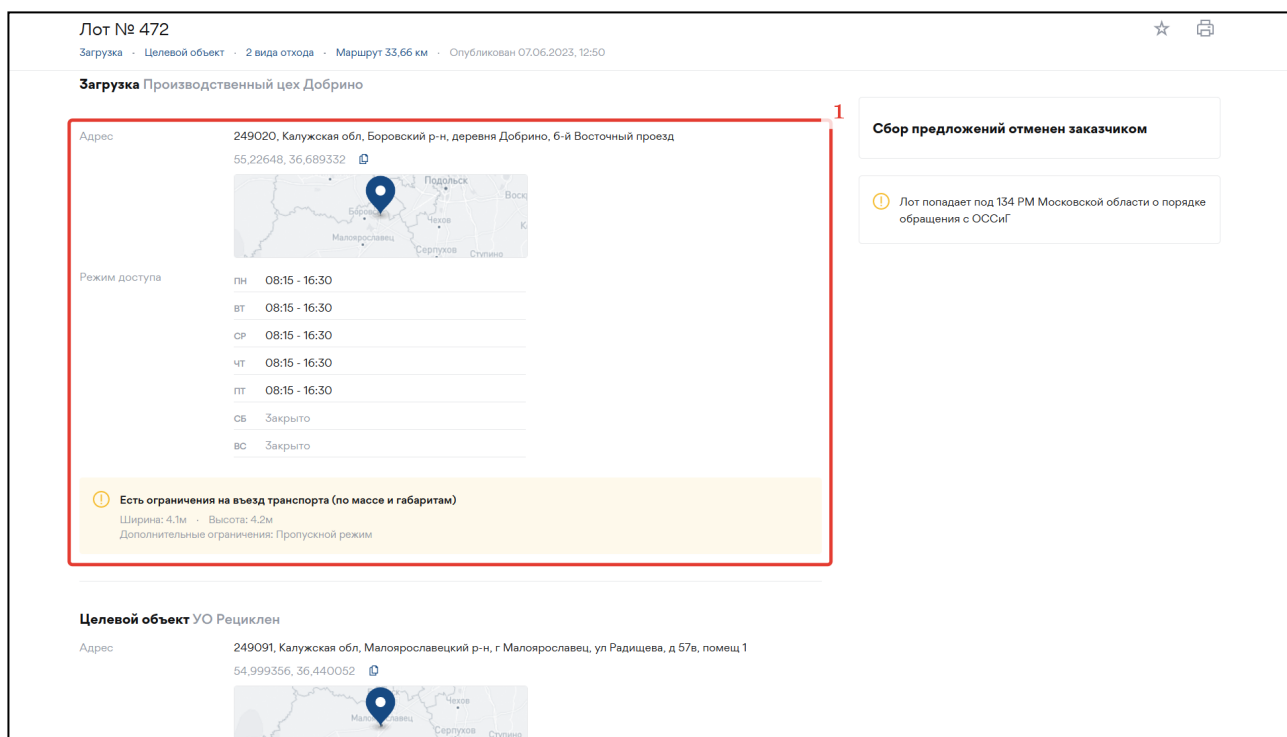 Лот № 472
Загрузка · Целевой объект · 2 вида отхода · Маршрут 33,66 км · Опубликован 07.06.2023, 12:50
Загрузка Производственный цех Добрино
1
Адрес
249020, Калужская обл, Боровский р-н, деревня Добрино, 6-й Восточный проезд
55,22648, 36,689332
Подольск
Воск
Боровск
Чехов
К
Малоярославец
Серпухов
Ступино
Режим доступа
ПН 08:15 - 16:30
ВТ 08:15 - 16:30
СР 08:15 - 16:30
ЧТ 08:15 - 16:30
ПТ 08:15 - 16:30
СБ Закрыто
ВС Закрыто
Есть ограничения на въезд транспорта (по массе и габаритам)
Ширина: 4.1м · Высота: 4.2м
Дополнительные ограничения: Пропускной режим
Сбор предложений отменен заказчиком
Лот попадает под 134 РМ Московской области о порядке
обращения с ОССиГ
Целевой объект УО Рециклен
Адрес
249091, Калужская обл, Малоярославецкий р-н, г Малоярославец, ул Радищева, д 57в, помещ 1
54,999356, 36,440052
Чехов
Малоярославец
Серпухов
Ступино